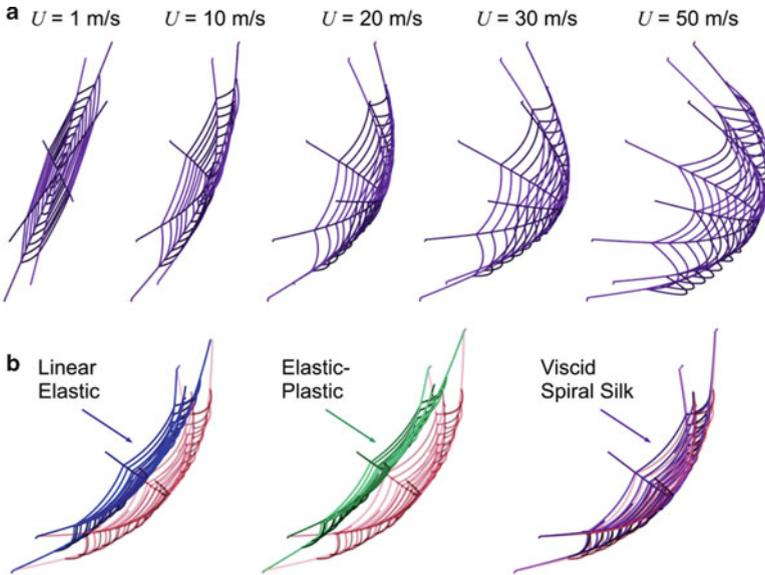 a
U = 1 m/s
U = 10 m/s
U = 20 m/s
U = 30 m/s
U = 50 m/s
b
Linear
Elastic
Elastic-
Plastic
Viscid
Spiral Silk